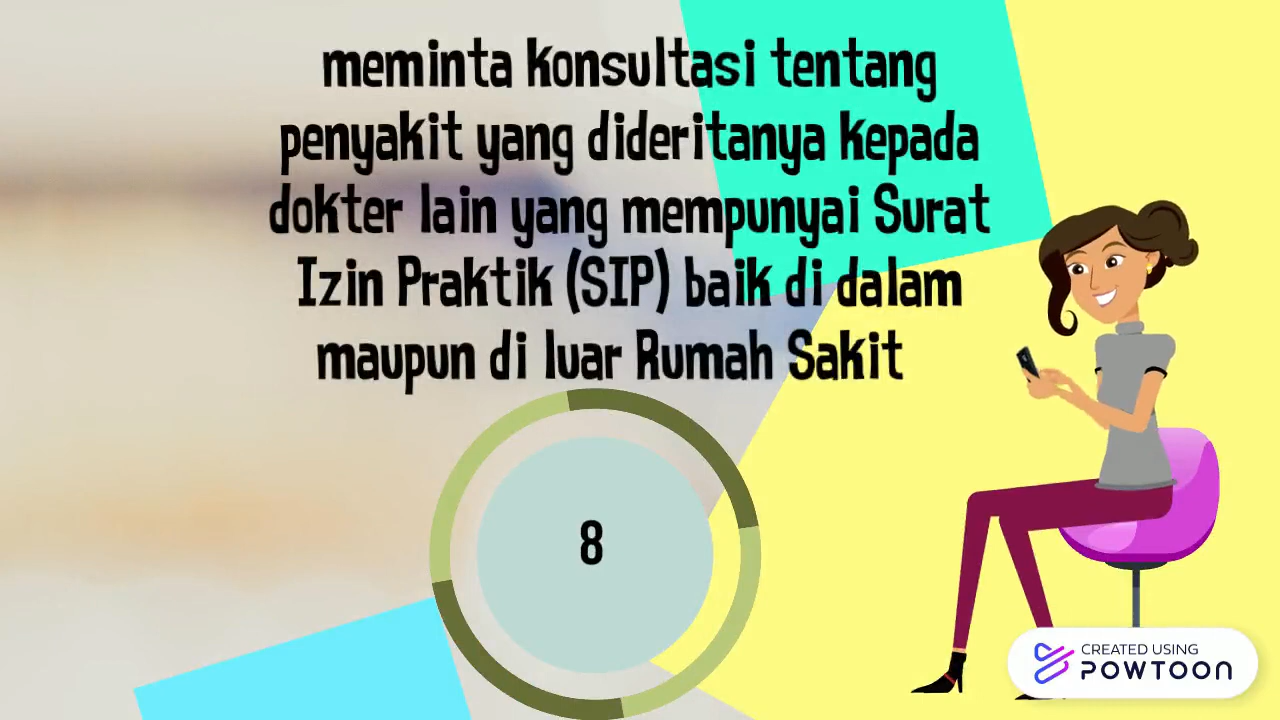 meminta konsultasi tentang
penyakit yang dideritanya kepada
dokter lain yang mempunyai Surat
Izin Praktik (SIP) baik di dalam
maupun di luar Rumah Sakit
8
CREATED USING
POWTOON